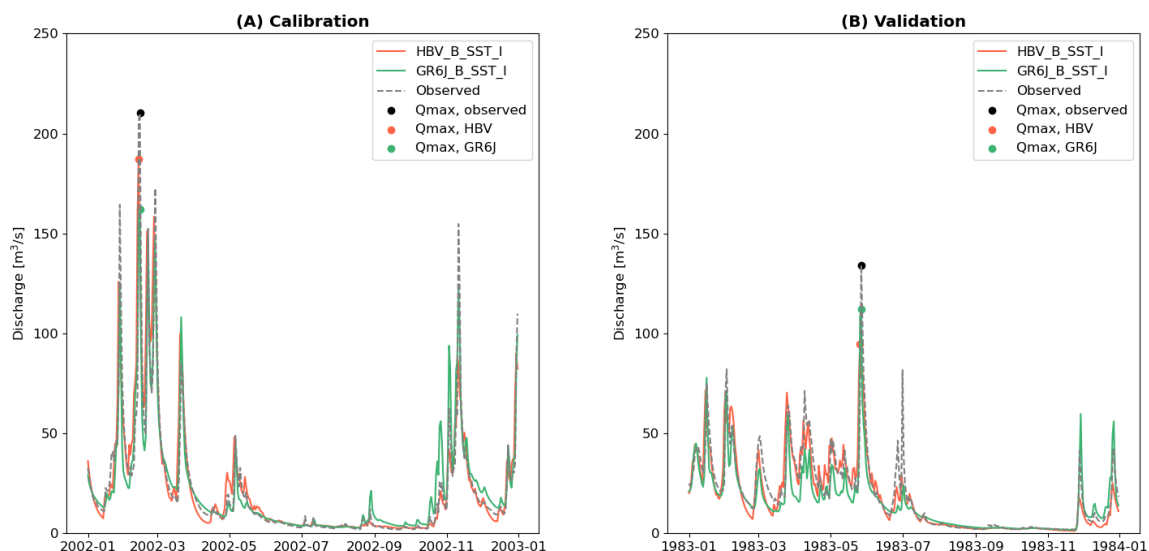 (A) Calibration
250
200
150
100
50
0
Discharge [m³/s]
2002-01 2002-03 2002-05 2002-07 2002-09 2002-11 2003-01
HBV_B_SST_I
GR6J_B_SST_I
Observed
Qmax, observed
Qmax, HBV
Qmax, GR6J
(B) Validation
250
200
150
100
50
0
Discharge [m³/s]
1983-01 1983-03 1983-05 1983-07 1983-09 1983-11 1984-01
HBV_B_SST_I
GR6J_B_SST_I
Observed
Qmax, observed
Qmax, HBV
Qmax, GR6J